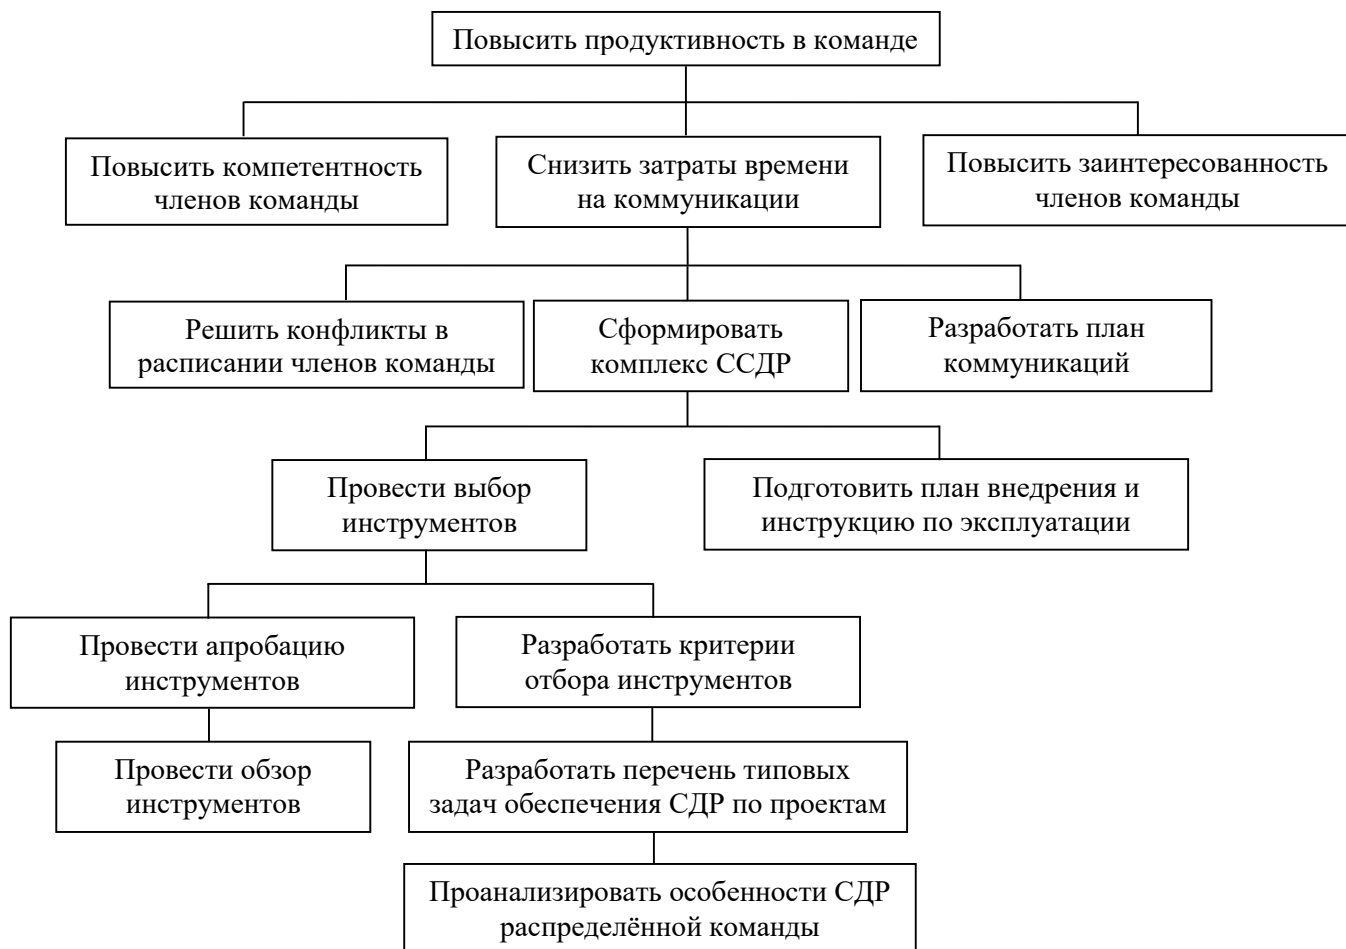 Повысить продуктивность в команде
Повысить компетентность
членов команды
Снизить затраты времени
на коммуникации
Повысить заинтересованность
членов команды
Решить конфликты в
расписании членов команды
Сформировать
комплекс ССДР
Разработать план
коммуникаций
Провести выбор
инструментов
Подготовить план внедрения и
инструкцию по эксплуатации
Провести апробацию
инструментов
Разработать критерии
отбора инструментов
Провести обзор
инструментов
Разработать перечень типовых
задач обеспечения СДР по проектам
Проанализировать особенности СДР
распределённой команды